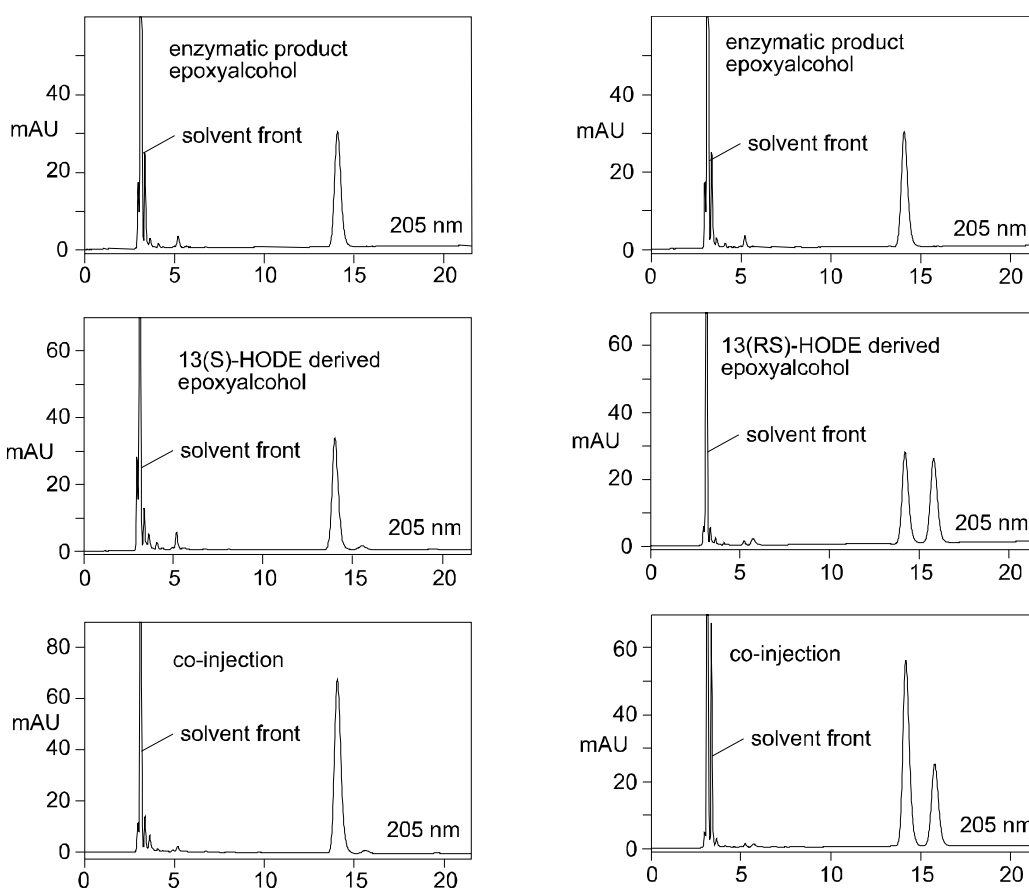 enzymatic product
epoxyalcohol
40
mAU
solvent front
20
205 nm
0
0 5 10 15 20
enzymatic product
epoxyalcohol
40
mAU
solvent front
20
205 nm
0
0 5 10 15 20
60
13(S)-HODE derived
epoxyalcohol
40
mAU
solvent front
20
205 nm
0
0 5 10 15 20
60
13(RS)-HODE derived
epoxyalcohol
40
mAU
solvent front
20
205 nm
0
0 5 10 15 20
80
co-injection
60
mAU
solvent front
40
20
205 nm
0
0 5 10 15 20
60
co-injection
40
mAU
solvent front
20
205 nm
0
0 5 10 15 20